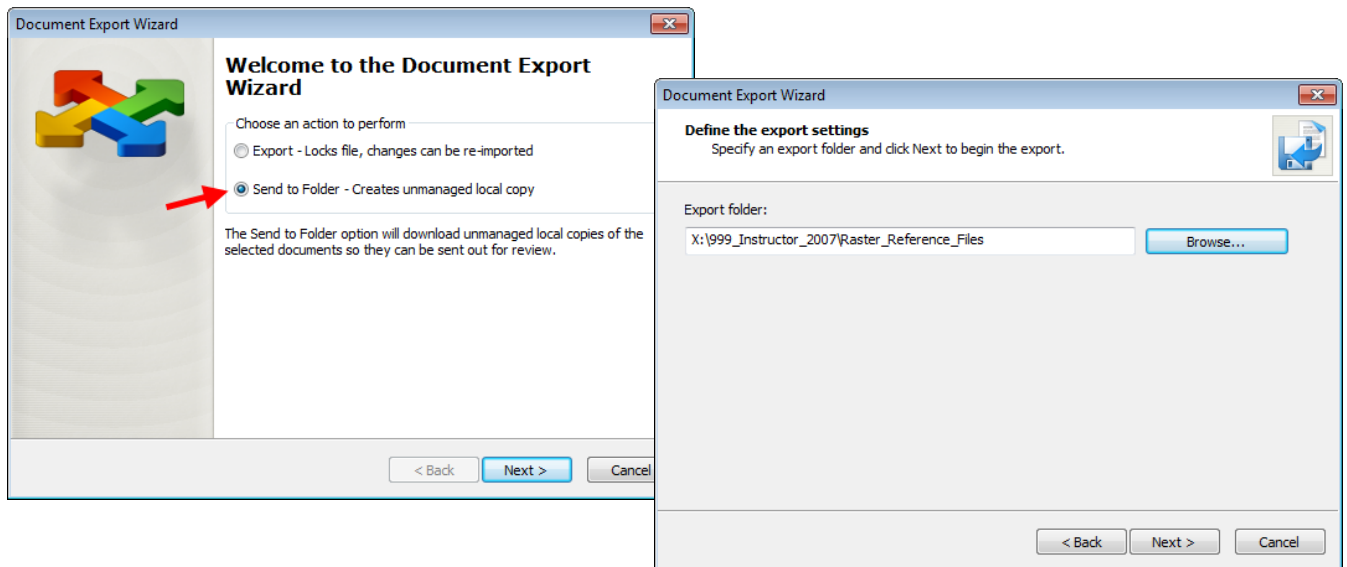 Document Export Wizard
Welcome to the Document Export
Wizard
Choose an action to perform
Export - Locks file, changes can be re-imported
Send to Folder - Creates unmanaged local copy
The Send to Folder option will download unmanaged local copies of the
selected documents so they can be sent out for review.
< Back
Next >
Cancel
Document Export Wizard
Define the export settings
Specify an export folder and click Next to begin the export.
Export folder:
X:\999_Instructor_2007\Raster_Reference_Files
Browse...
< Back
Next >
Cancel